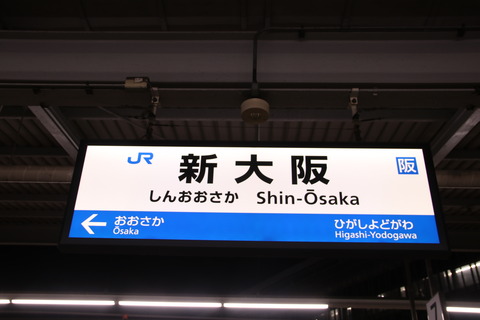 JR 新大阪 阪
しんおおさか Shin-Ōsaka
← おおさか ひがしよどがわ
Ōsaka Higashi-Yodogawa
7